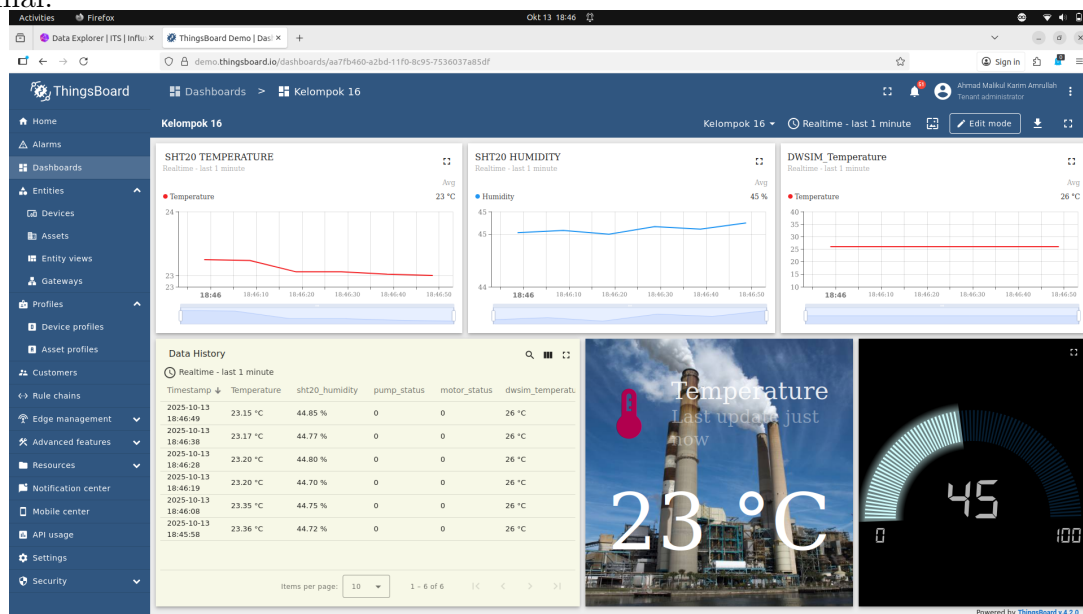 mal.
Activities Firefox Okt 13 18:46
Data Explorer | ITS | Influ × ThingsBoard Demo | Das × +
demo.thingsboard.io/dashboards/aa7fb460-a2bd-11f0-8c95-7536037a85df Sign in
ThingsBoard Dashboards > Kelompok 16 Ahmad Malikul Karim Amrullah
Tenant administrator
Home
Kelompok 16 Kelompok 16 Realtime - last 1 minute Edit mode
Alarms
Dashboards
Entities
Devices
Assets
Entity views
Gateways
Profiles
Device profiles
Asset profiles
Customers
Rule chains
Edge management
Advanced features
Resources
Notification center
Mobile center
API usage
Settings
Security
SHT20 TEMPERATURE
Realtime - last 1 minute
Avg
Temperature 23 °C
24
23
23
18:46 18:46:10 18:46:20 18:46:30 18:46:40 18:46:50
SHT20 HUMIDITY
Realtime - last 1 minute
Avg
Humidity 45 %
45
45
44
18:46 18:46:10 18:46:20 18:46:30 18:46:40 18:46:50
DWSIM_Temperature
Realtime - last 1 minute
Avg
Temperature 26 °C
40
35
30
25
20
15
10
18:46 18:46:10 18:46:20 18:46:30 18:46:40 18:46:50
Data History
Realtime - last 1 minute
Timestamp Temperature sht20_humidity pump_status motor_status dwsim_temperatu
2025-10-13
18:46:49 23.15 °C 44.85 % 0 0 26 °C
2025-10-13
18:46:38 23.17 °C 44.77 % 0 0 26 °C
2025-10-13
18:46:28 23.20 °C 44.80 % 0 0 26 °C
2025-10-13
18:46:19 23.20 °C 44.70 % 0 0 26 °C
2025-10-13
18:46:08 23.35 °C 44.75 % 0 0 26 °C
2025-10-13
18:45:58 23.36 °C 44.72 % 0 0 26 °C
Items per page: 10 1 – 6 of 6
Temperature
Last update just
now
23 °C
45
0 100
Powered by ThingsBoard v.4.2.0